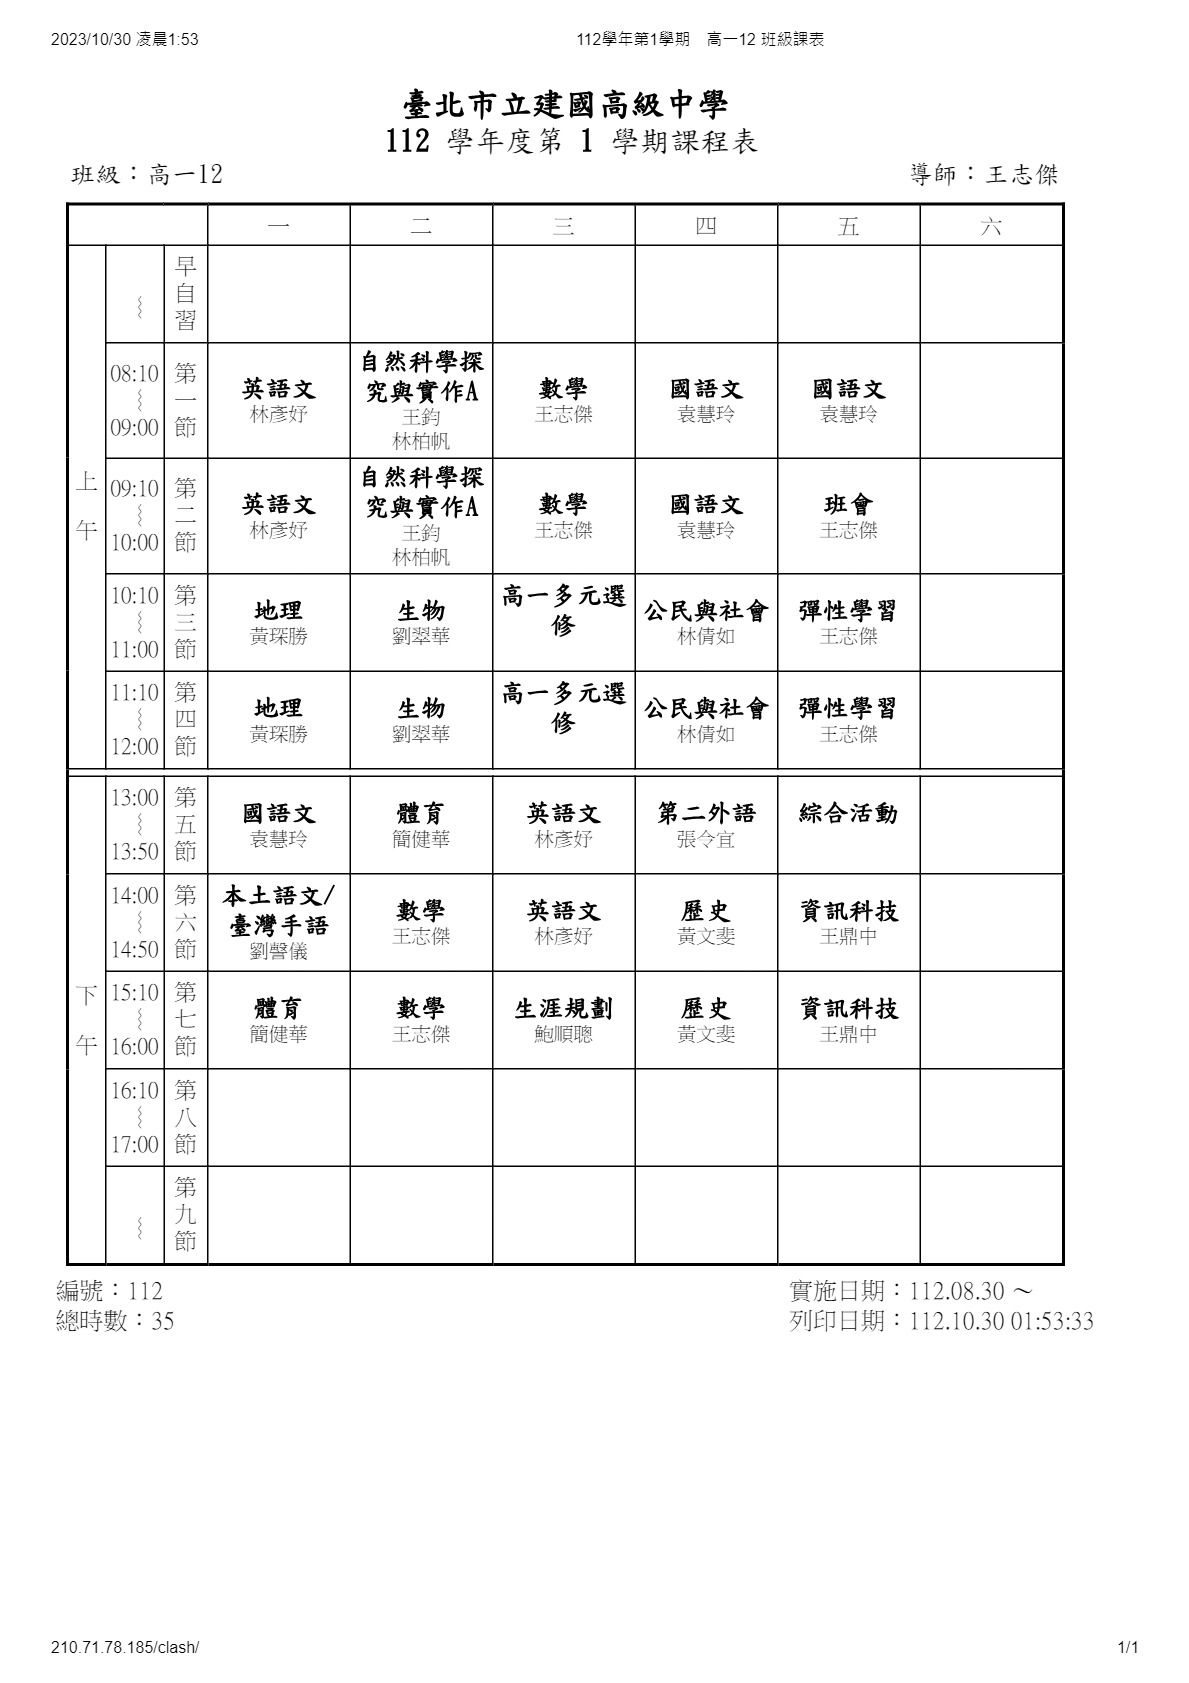 2023/10/30 凌晨1:53
112學年第1學期 高一12 班級課表
臺北市立建國高級中學
112 學年度第 1 學期課程表
班級：高一12
導師：王志傑
一 二 三 四 五 六
上午
～
早自習
08:10
～
09:00
第一節
英語文
林彥妤
自然科學探
究與實作A
王鈞
林柏帆
數學
王志傑
國語文
袁慧玲
國語文
袁慧玲
09:10
～
10:00
第二節
英語文
林彥妤
自然科學探
究與實作A
王鈞
林柏帆
數學
王志傑
國語文
袁慧玲
班會
王志傑
10:10
～
11:00
第三節
地理
黃琛勝
生物
劉翠華
高一多元選
修
公民與社會
林倩如
彈性學習
王志傑
11:10
～
12:00
第四節
地理
黃琛勝
生物
劉翠華
高一多元選
修
公民與社會
林倩如
彈性學習
王志傑
下午
13:00
～
13:50
第五節
國語文
袁慧玲
體育
簡健華
英語文
林彥妤
第二外語
張令宜
綜合活動
14:00
～
14:50
第六節
本土語文/
臺灣手語
劉謦儀
數學
王志傑
英語文
林彥妤
歷史
黃文斐
資訊科技
王鼎中
15:10
～
16:00
第七節
體育
簡健華
數學
王志傑
生涯規劃
鮑順聰
歷史
黃文斐
資訊科技
王鼎中
16:10
～
17:00
第八節
～
第九節
編號：112
總時數：35
實施日期：112.08.30 ～
列印日期：112.10.30 01:53:33
210.71.78.185/clash/
1/1